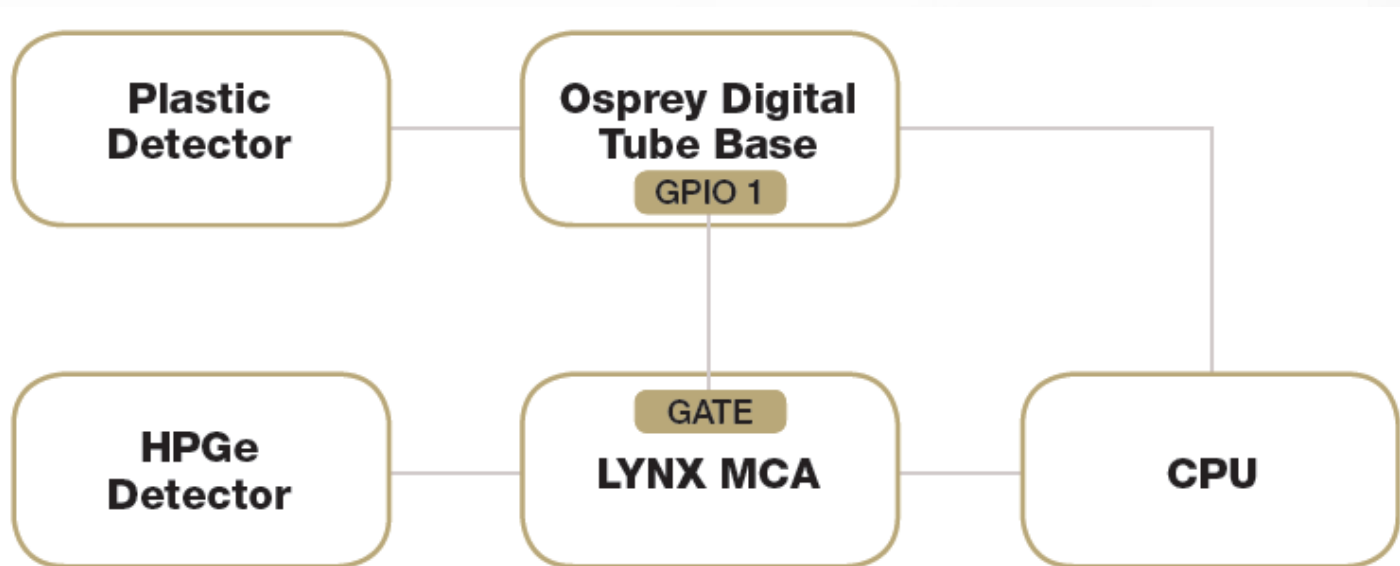 Plastic
Detector
Osprey Digital
Tube Base
GPIO 1
HPGe
Detector
GATE
LYNX MCA
CPU